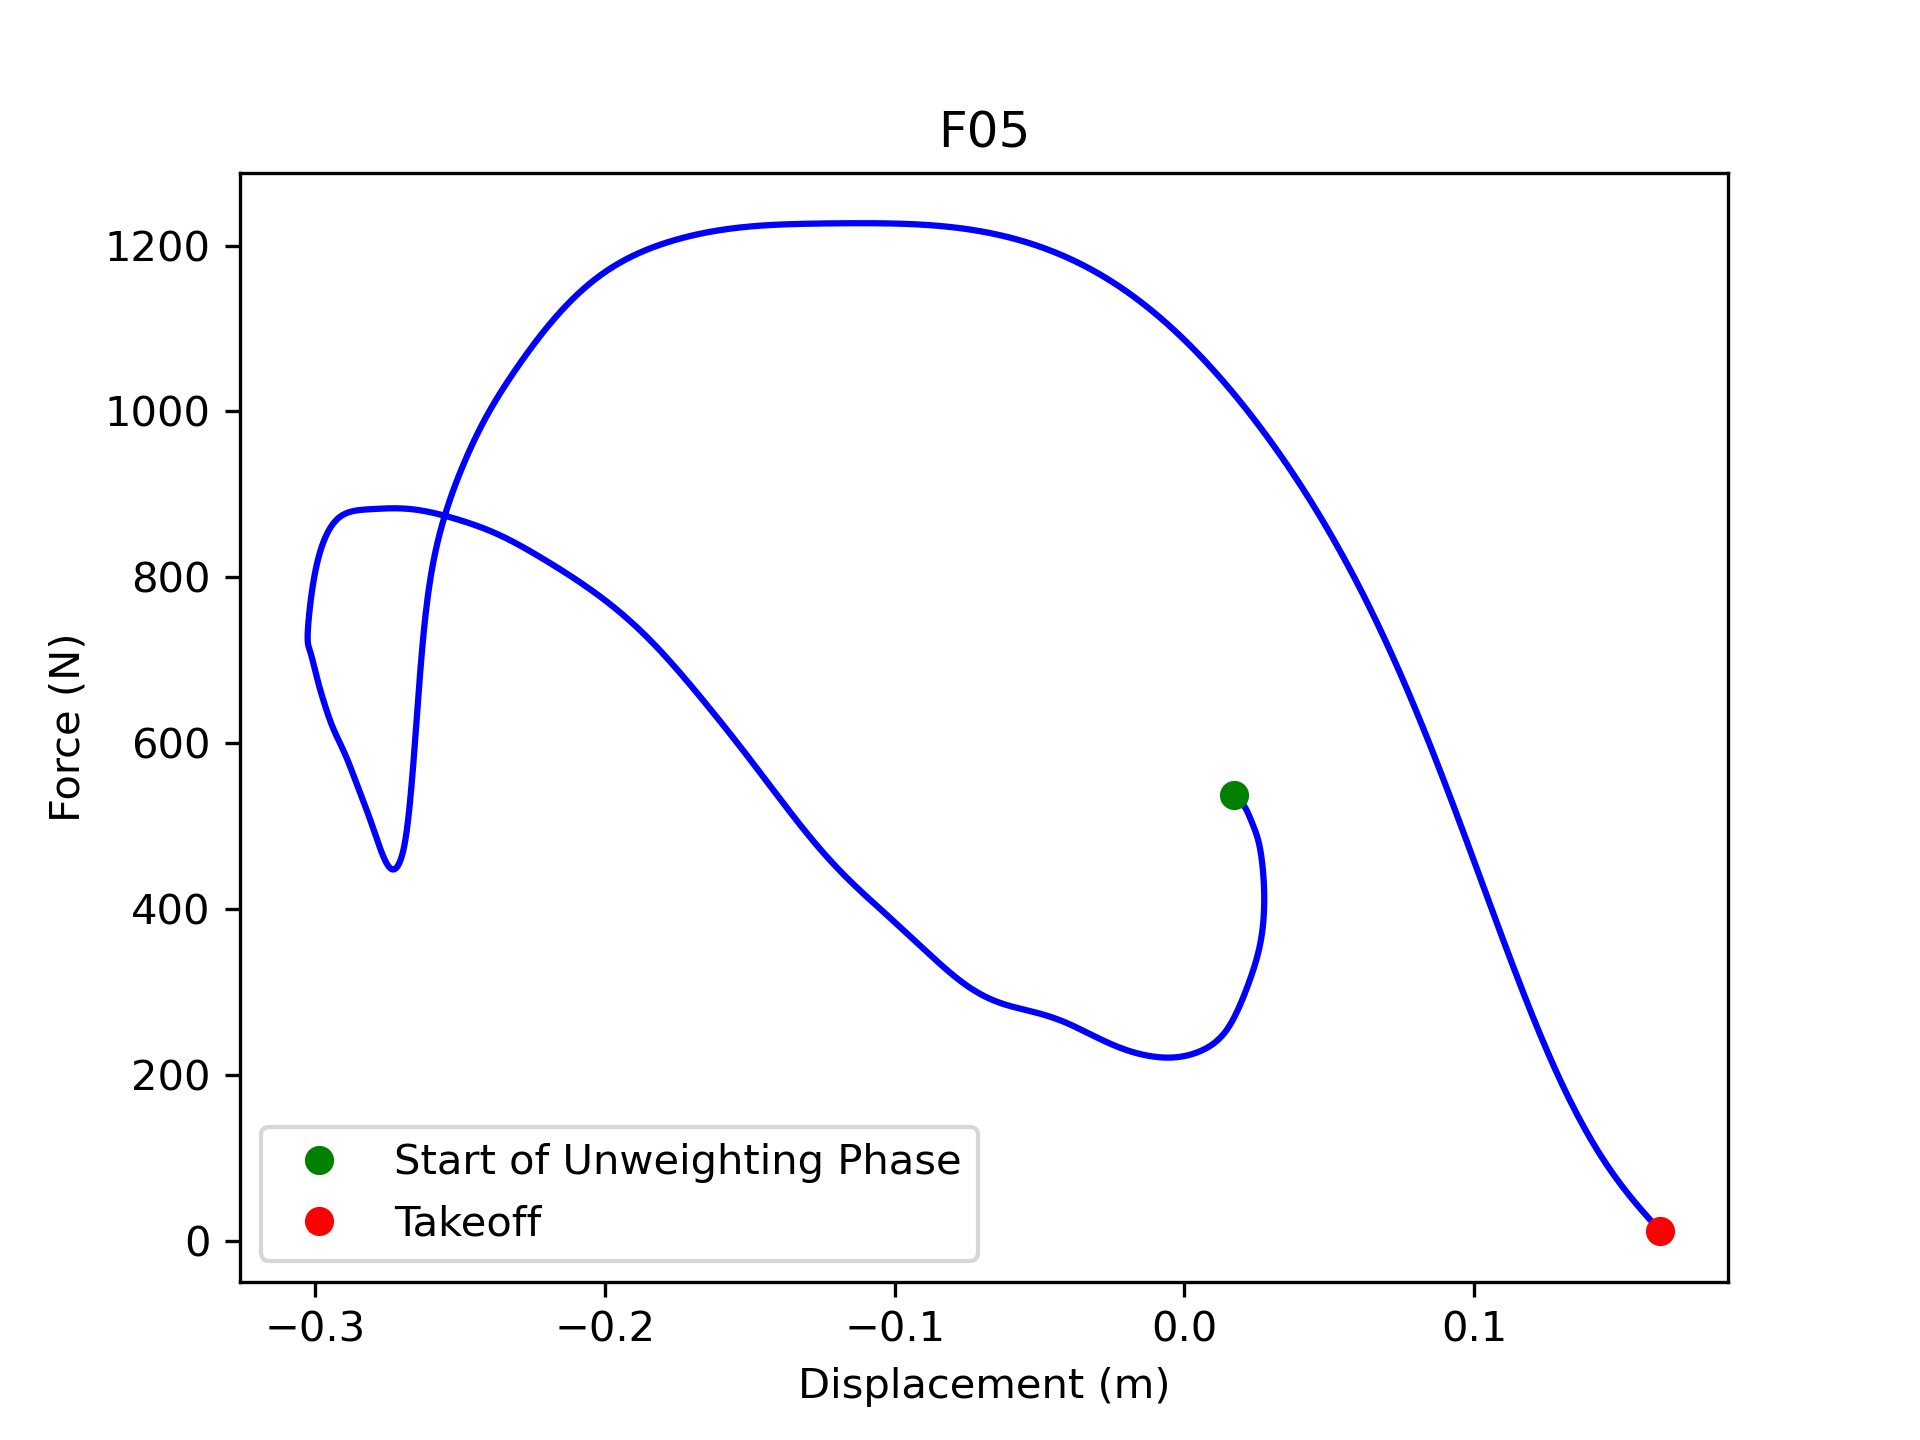 F05
1200
1000
800
600
400
200
0
Force (N)
Start of Unweighting Phase
Takeoff
−0.3 −0.2 −0.1 0.0 0.1
Displacement (m)